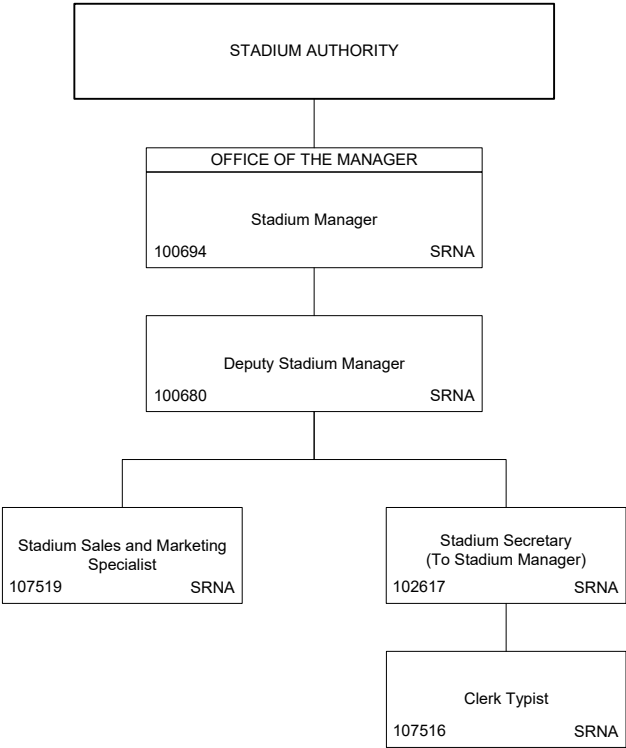 STADIUM AUTHORITY
OFFICE OF THE MANAGER
Stadium Manager
100694 SRNA
Deputy Stadium Manager
100680 SRNA
Stadium Sales and Marketing
Specialist
107519 SRNA
Stadium Secretary
(To Stadium Manager)
102617 SRNA
Clerk Typist
107516 SRNA